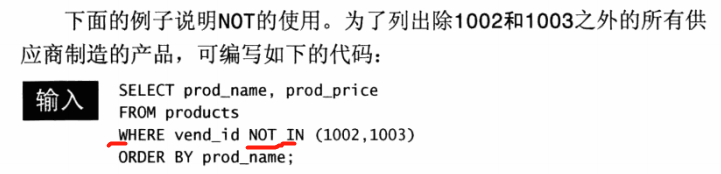 下面的例子说明NOT的使用。为了列出除1002和1003之外的所有供
应商制造的产品，可编写如下的代码：
输入
SELECT prod_name, prod_price
FROM products
WHERE vend_id NOT IN (1002,1003)
ORDER BY prod_name;